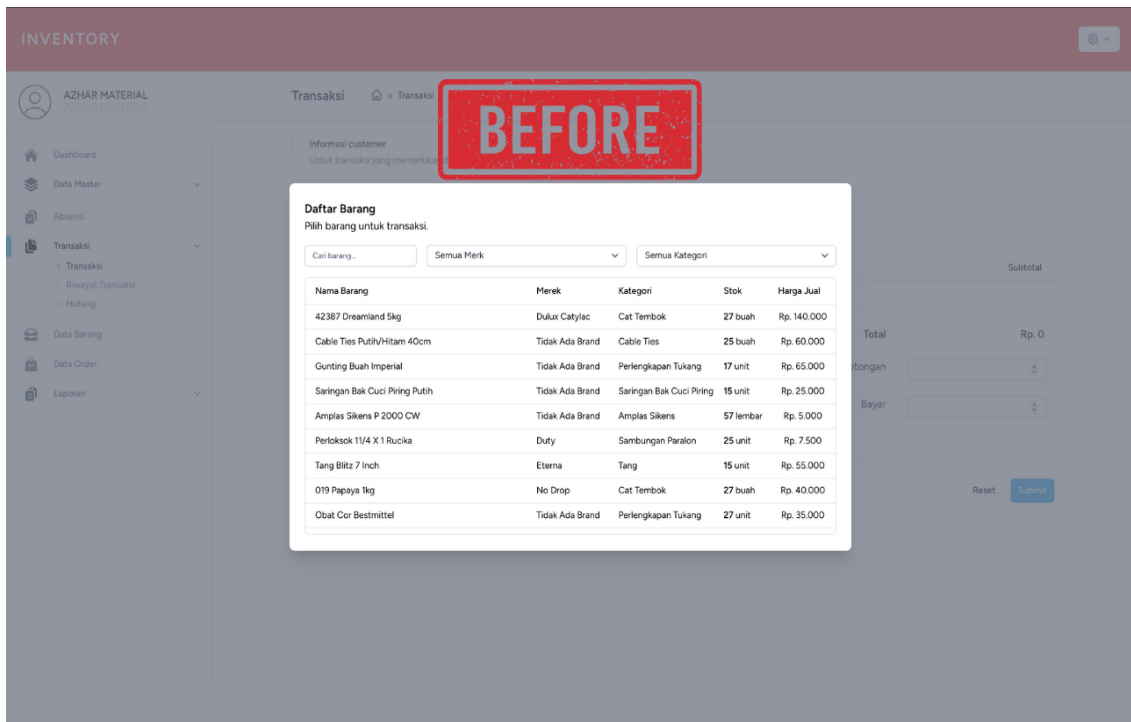 INVENTORY
AZHAR MATERIAL
AZHAR MATERIAL
Dashboard
Data Master
Absensi
Transaksi
> Transaksi
Riwayat Transaksi
Hutang
Data Barang
Data Order
Laporan
Transaksi
> Transaksi
BEFORE
Informasi customer
Untuk transaksi yang memerlukan
Daftar Barang
Pilih barang untuk transaksi.
Cari barang... Semua Merk Semua Kategori
Nama Barang Merek Kategori Stok Harga Jual
42387 Dreamland 5kg Dulux Catylac Cat Tembok 27 buah Rp. 140.000
Cable Ties Putih/Hitam 40cm Tidak Ada Brand Cable Ties 25 buah Rp. 60.000
Gunting Buah Imperial Tidak Ada Brand Perlengkapan Tukang 17 unit Rp. 65.000
Saringan Bak Cuci Piring Putih Tidak Ada Brand Saringan Bak Cuci Piring 15 unit Rp. 25.000
Amplas Sikens P 2000 CW Tidak Ada Brand Amplas Sikens 57 lembar Rp. 5.000
Perloksok 11/4 X 1 Rucika Duty Sambungan Paralon 25 unit Rp. 7.500
Tang Blitz 7 Inch Eterna Tang 15 unit Rp. 55.000
019 Papaya 1kg No Drop Cat Tembok 27 buah Rp. 40.000
Obat Cor Bestmittel Tidak Ada Brand Perlengkapan Tukang 27 unit Rp. 35.000
Subtotal
Total Rp. 0
otongan
Bayar
Reset Submit